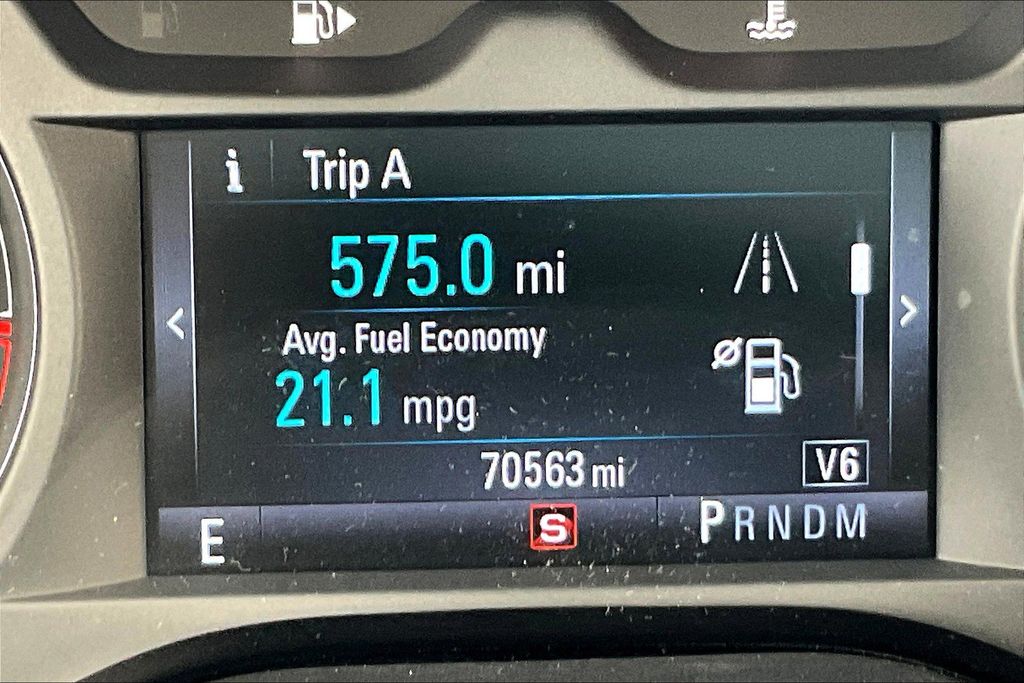 i Trip A
575.0 mi
Avg. Fuel Economy
21.1 mpg
70563 mi
V6
E S PRNDM